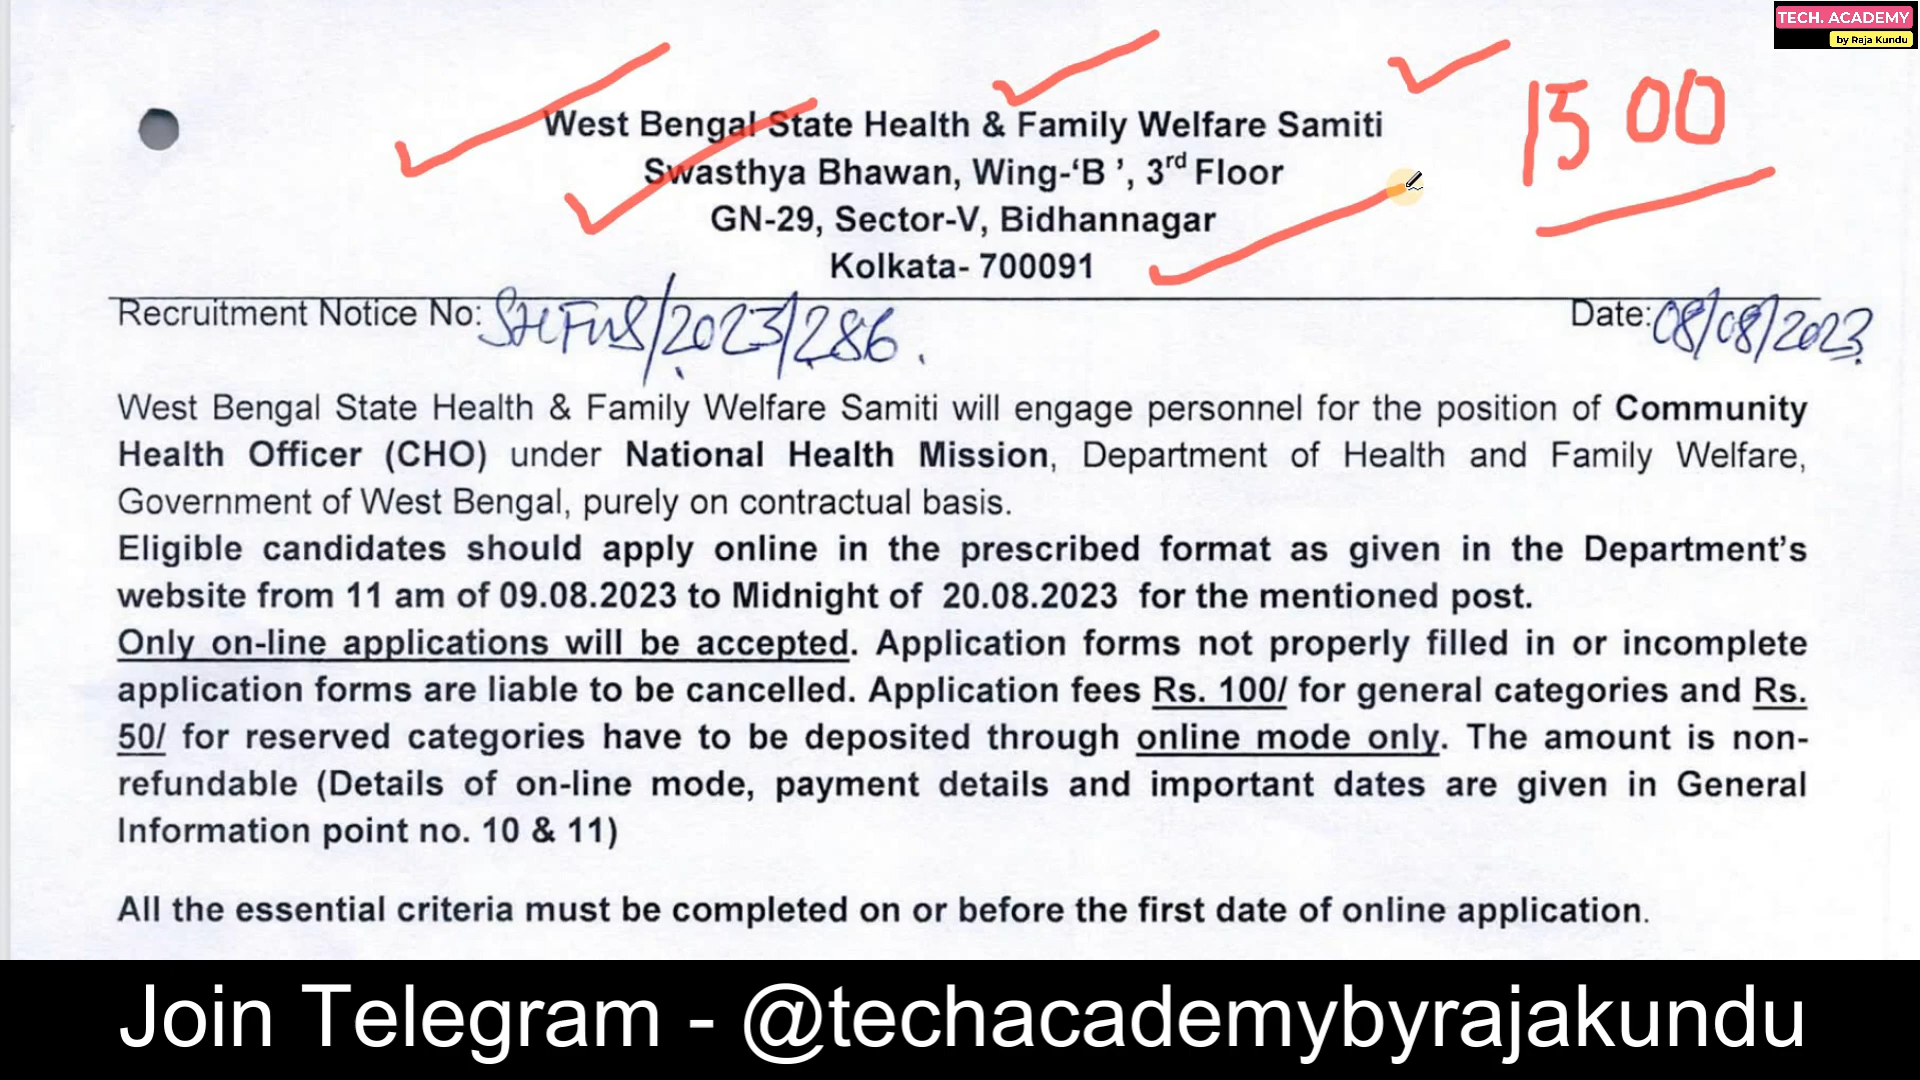 TECH. ACADEMY
by Raja Kundu
1500
West Bengal State Health & Family Welfare Samiti
Swasthya Bhawan, Wing-‘B ’, 3rd Floor
GN-29, Sector-V, Bidhannagar
Kolkata- 700091
Recruitment Notice No: SHFWS/2023/286. Date: 08/08/2023
West Bengal State Health & Family Welfare Samiti will engage personnel for the position of Community
Health Officer (CHO) under National Health Mission, Department of Health and Family Welfare,
Government of West Bengal, purely on contractual basis.
Eligible candidates should apply online in the prescribed format as given in the Department’s
website from 11 am of 09.08.2023 to Midnight of 20.08.2023 for the mentioned post.
Only on-line applications will be accepted. Application forms not properly filled in or incomplete
application forms are liable to be cancelled. Application fees Rs. 100/ for general categories and Rs.
50/ for reserved categories have to be deposited through online mode only. The amount is non-
refundable (Details of on-line mode, payment details and important dates are given in General
Information point no. 10 & 11)
All the essential criteria must be completed on or before the first date of online application.
Join Telegram - @techacademybyrajakundu